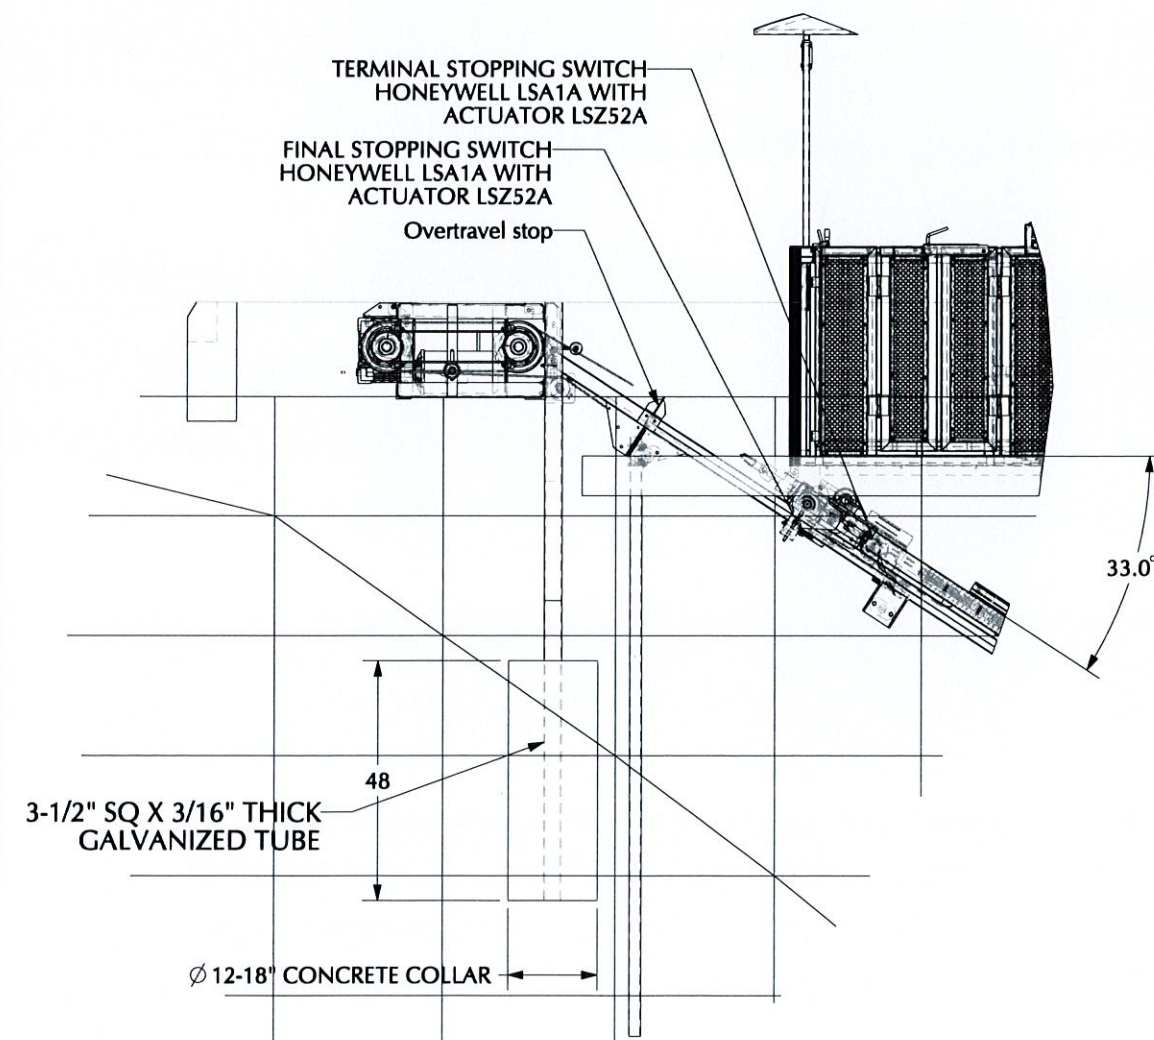 TERMINAL STOPPING SWITCH
HONEYWELL LSA1A WITH
ACTUATOR LSZ52A
FINAL STOPPING SWITCH
HONEYWELL LSA1A WITH
ACTUATOR LSZ52A
Overtravel stop
33.0°
48
3-1/2" SQ X 3/16" THICK
GALVANIZED TUBE
Ø 12-18" CONCRETE COLLAR